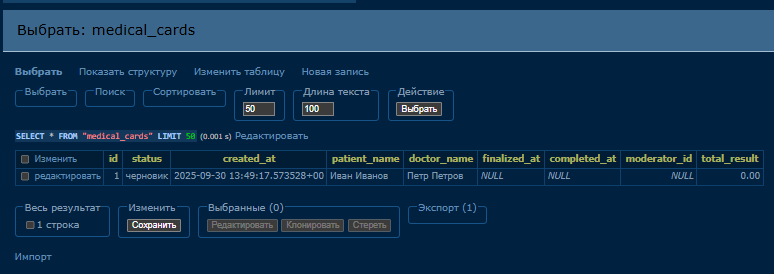 Выбрать: medical_cards
Выбрать Показать структуру Изменить таблицу Новая запись
Выбрать Поиск Сортировать Лимит Длина текста Действие
50 100 Выбрать
SELECT * FROM "medical_cards" LIMIT 50 (0.001 s) Редактировать
Изменить id status created_at patient_name doctor_name finalized_at completed_at moderator_id total_result
редактировать 1 черновик 2025-09-30 13:49:17.573528+00 Иван Иванов Петр Петров NULL NULL NULL 0.00
Весь результат Изменить Выбранные (0) Экспорт (1)
1 строка Сохранить Редактировать Клонировать Стереть
Импорт